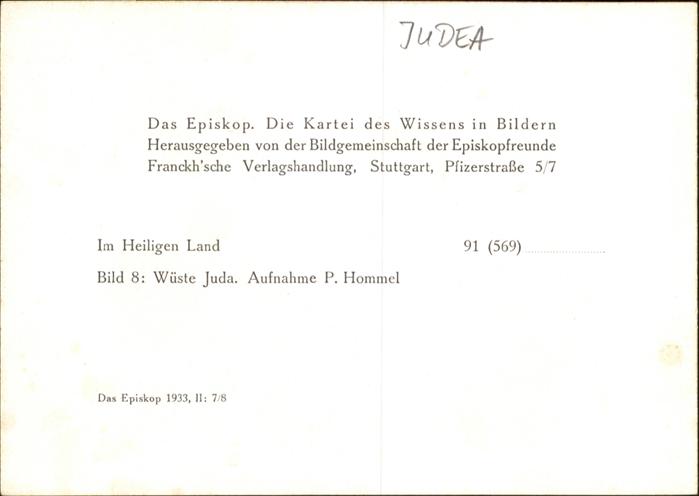 JUDEA
Das Episkop. Die Kartei des Wissens in Bildern
Herausgegeben von der Bildgemeinschaft der Episkopfreunde
Franckh'sche Verlagshandlung, Stuttgart, Pfizerstraße 5/7
Im Heiligen Land 91 (569)
Bild 8: Wüste Juda. Aufnahme P. Hommel
Das Episkop 1933, II: 7/8